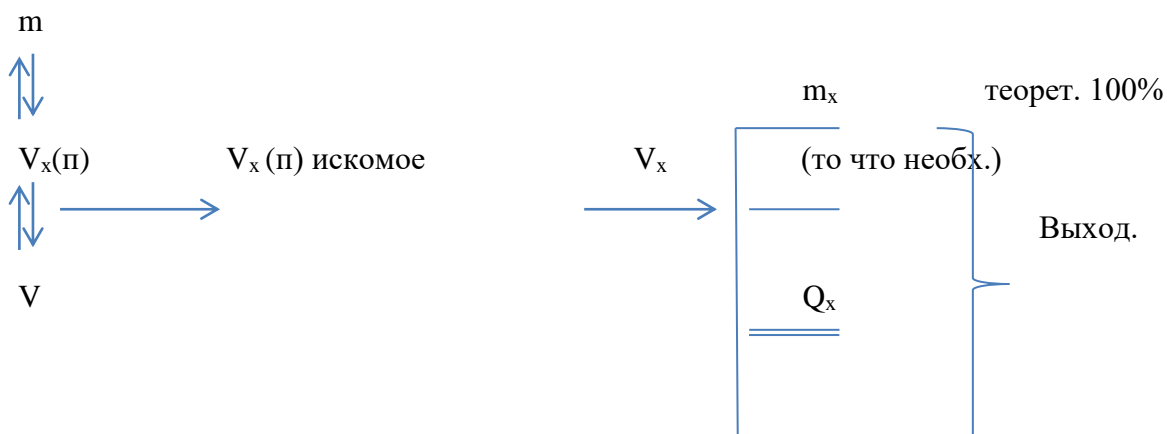 m
mₓ теорет. 100%
Vₓ(п) Vₓ (п) искомое Vₓ (то что необх.)
Выход.
V Qₓ